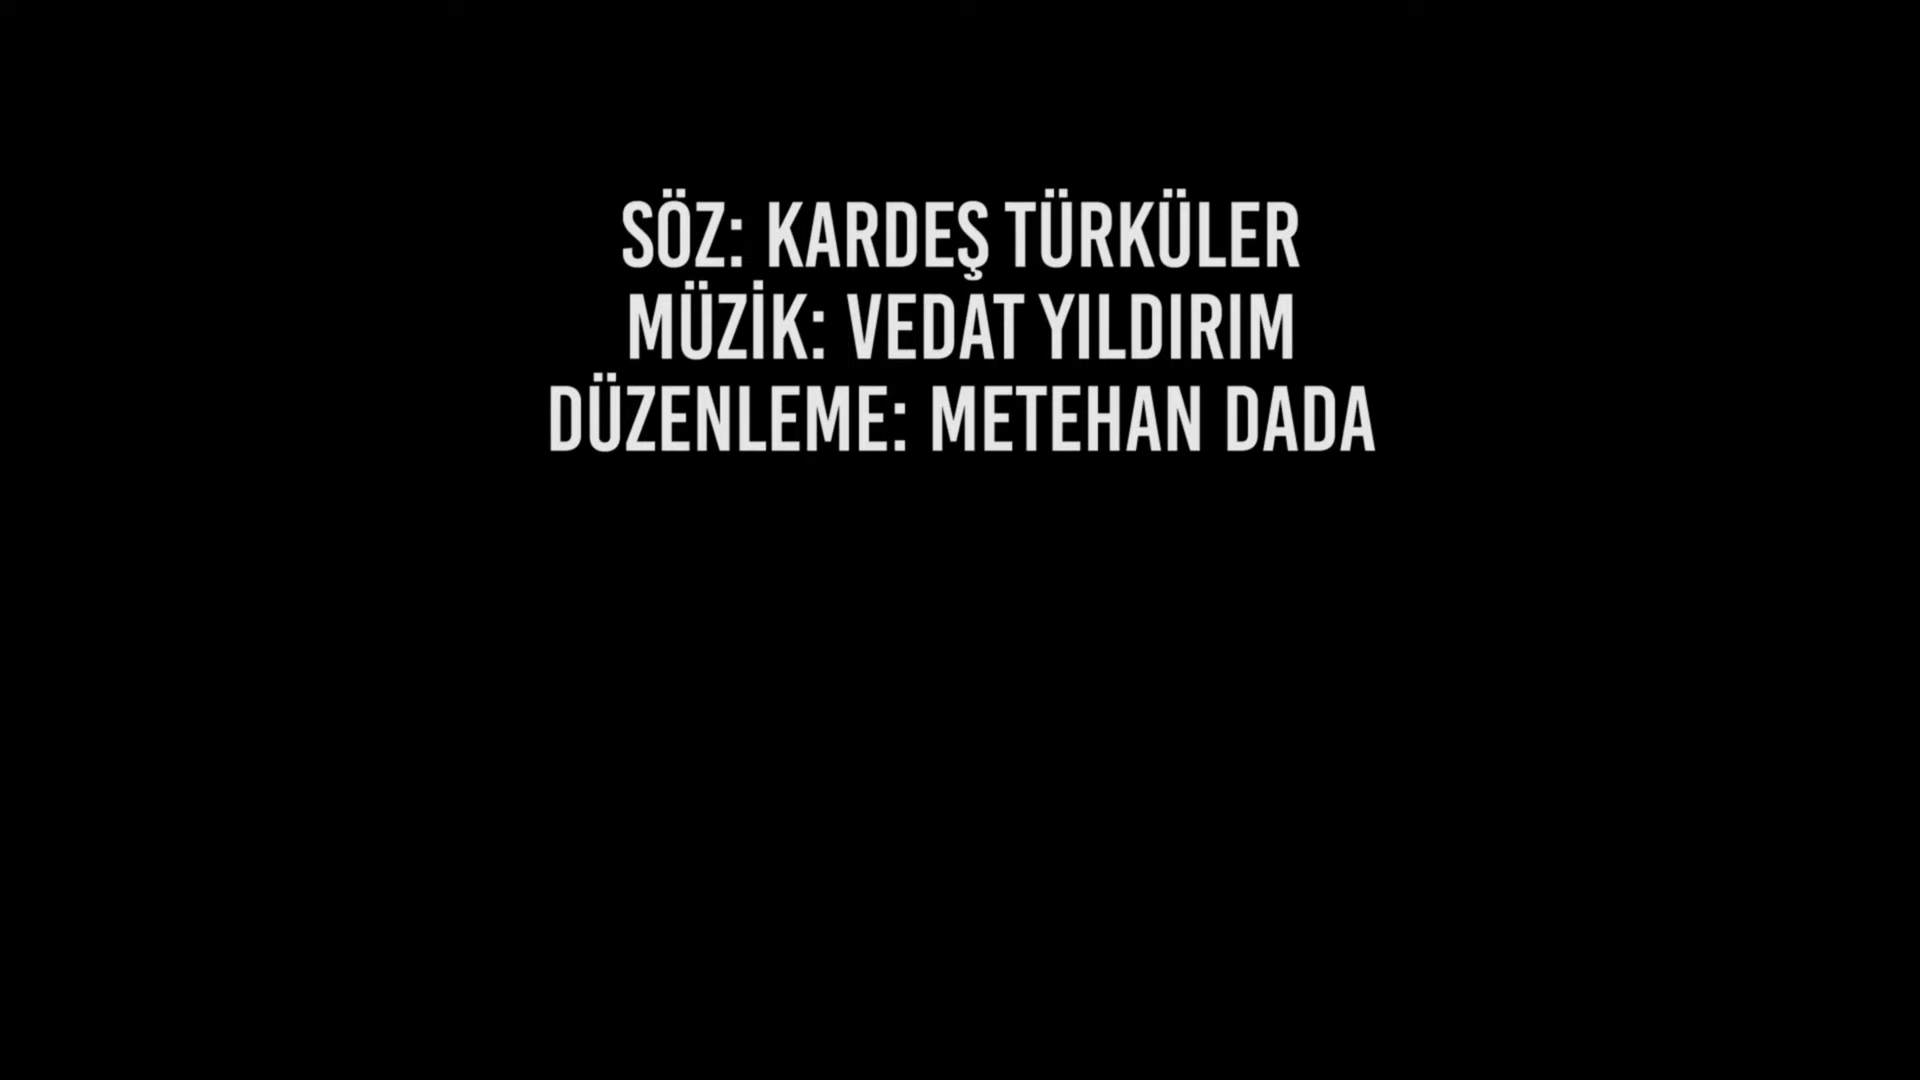 SÖZ: KARDEŞ TÜRKÜLER
MÜZİK: VEDAT YILDIRIM
DÜZENLEME: METEHAN DADA